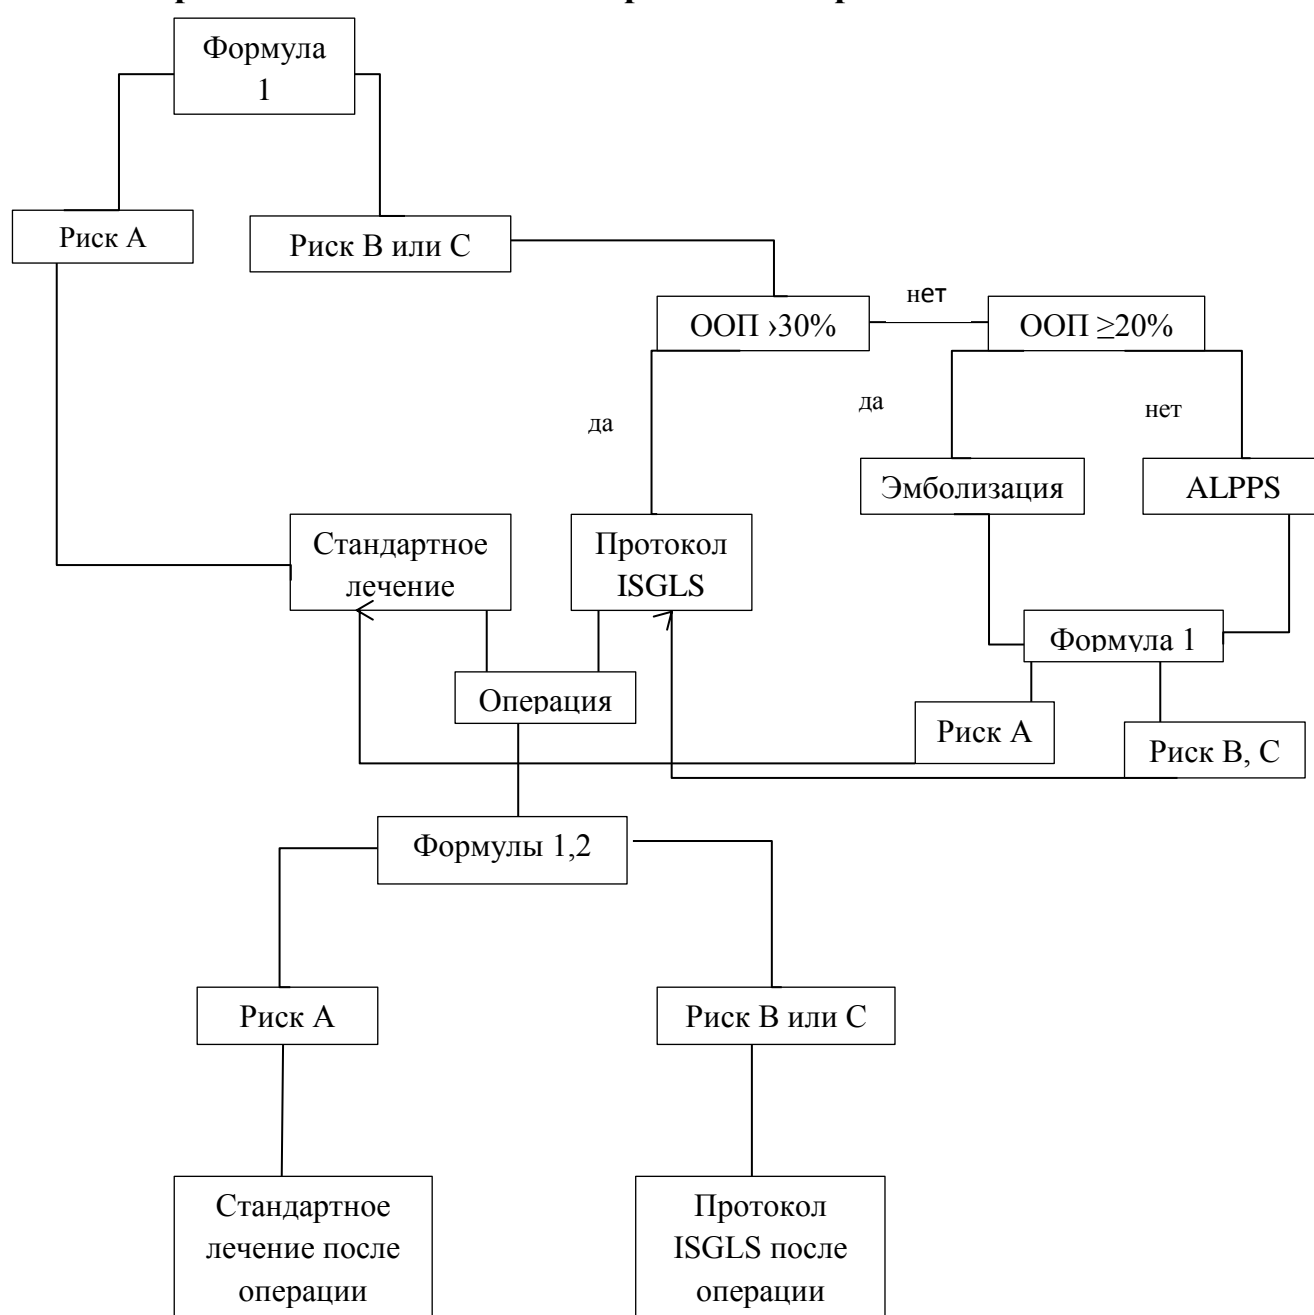 Формула
1
Риск А
Риск В или С
ООП ›30%
нет
ООП ≥20%
да
да
нет
Эмболизация
ALPPS
Стандартное
лечение
Протокол
ISGLS
Формула 1
Операция
Риск А
Риск В, С
Формулы 1,2
Риск А
Риск В или С
Стандартное
лечение после
операции
Протокол
ISGLS после
операции